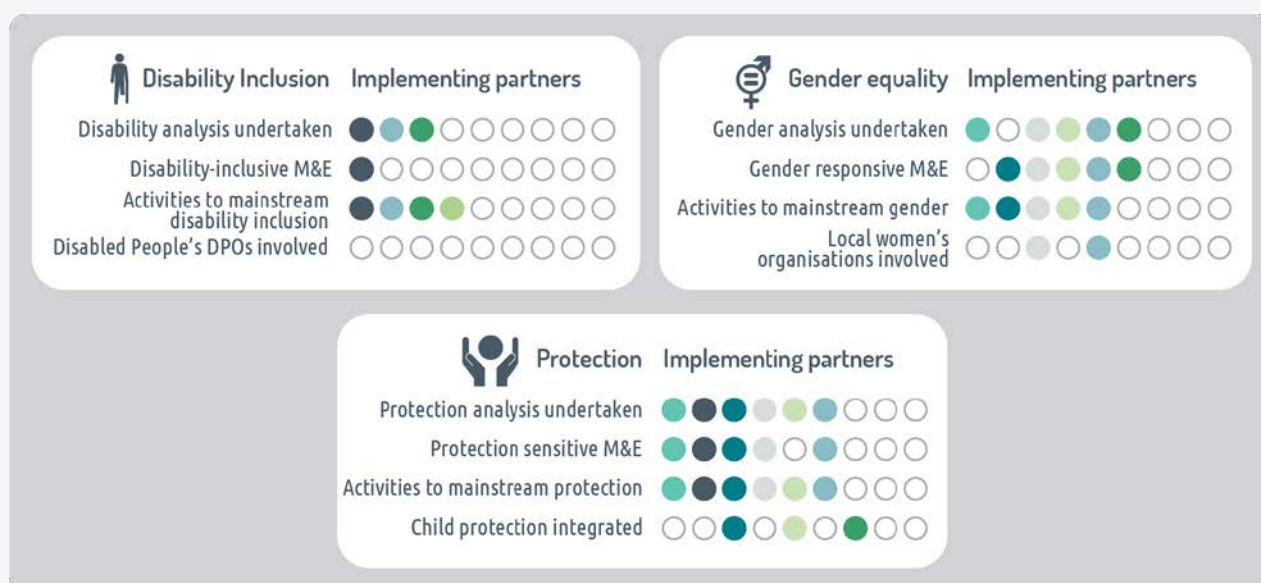 Disability Inclusion Implementing partners
Disability analysis undertaken
Disability-inclusive M&E
Activities to mainstream
disability inclusion
Disabled People's DPOs involved
Gender equality Implementing partners
Gender analysis undertaken
Gender responsive M&E
Activities to mainstream gender
Local women's
organisations involved
Protection Implementing partners
Protection analysis undertaken
Protection sensitive M&E
Activities to mainstream protection
Child protection integrated